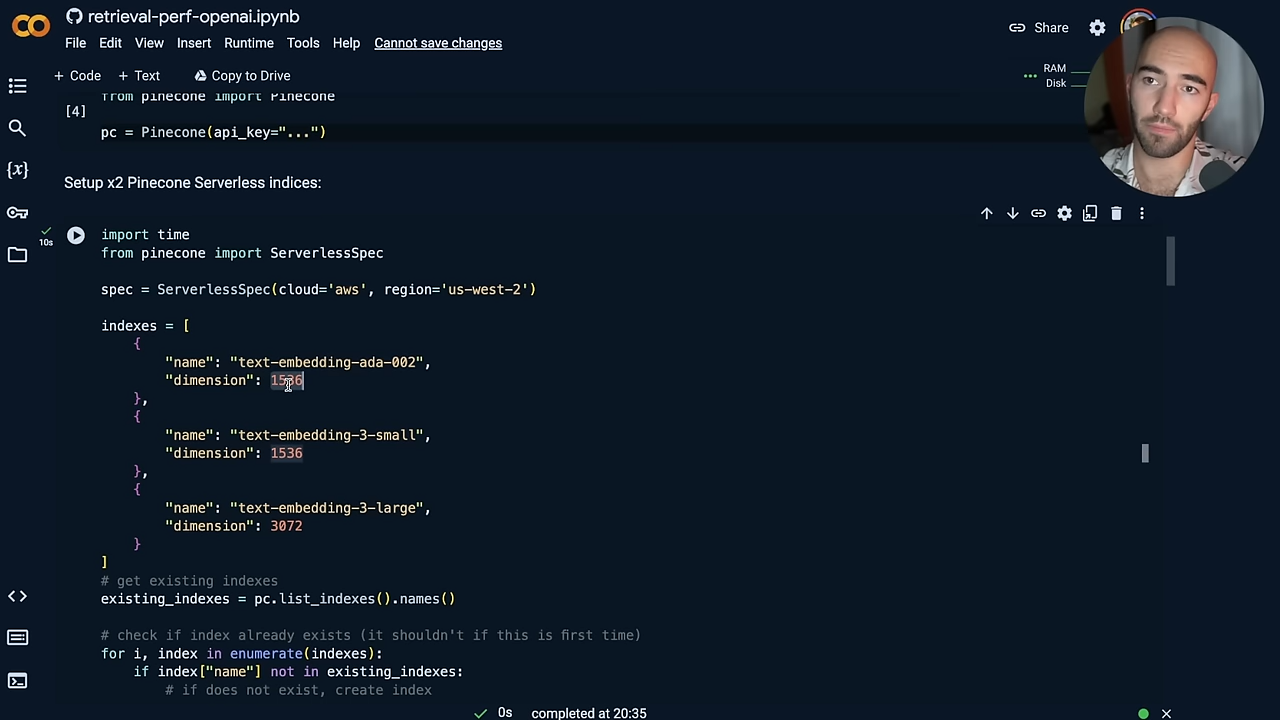 retrieval-perf-openai.ipynb
Share
File Edit View Insert Runtime Tools Help Cannot save changes
+ Code + Text Copy to Drive
RAM
Disk
from pinecone import Pinecone
[4]
pc = Pinecone(api_key="...")
Setup x2 Pinecone Serverless indices:
10s
import time
from pinecone import ServerlessSpec
spec = ServerlessSpec(cloud='aws', region='us-west-2')
indexes = [
{
"name": "text-embedding-ada-002",
"dimension": 1536
},
{
"name": "text-embedding-3-small",
"dimension": 1536
},
{
"name": "text-embedding-3-large",
"dimension": 3072
}
]
# get existing indexes
existing_indexes = pc.list_indexes().names()
# check if index already exists (it shouldn't if this is first time)
for i, index in enumerate(indexes):
if index["name"] not in existing_indexes:
# if does not exist, create index
0s completed at 20:35